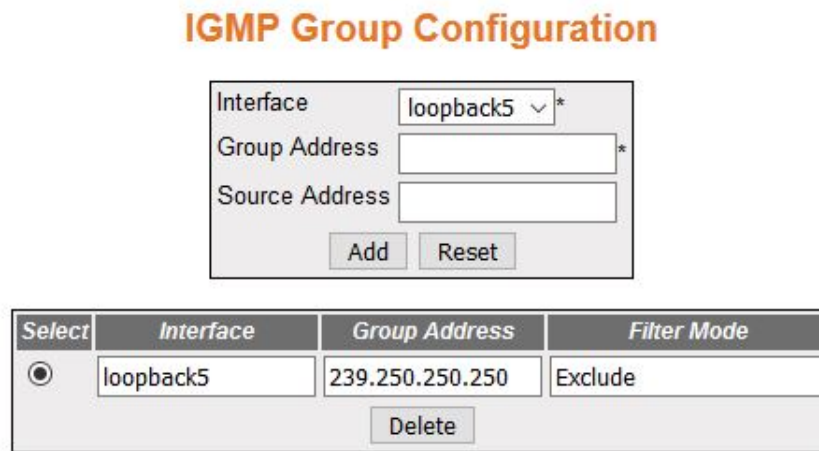 IGMP Group Configuration
Interface loopback5 *
Group Address *
Source Address
Add Reset
Select Interface Group Address Filter Mode
loopback5 239.250.250.250 Exclude
Delete